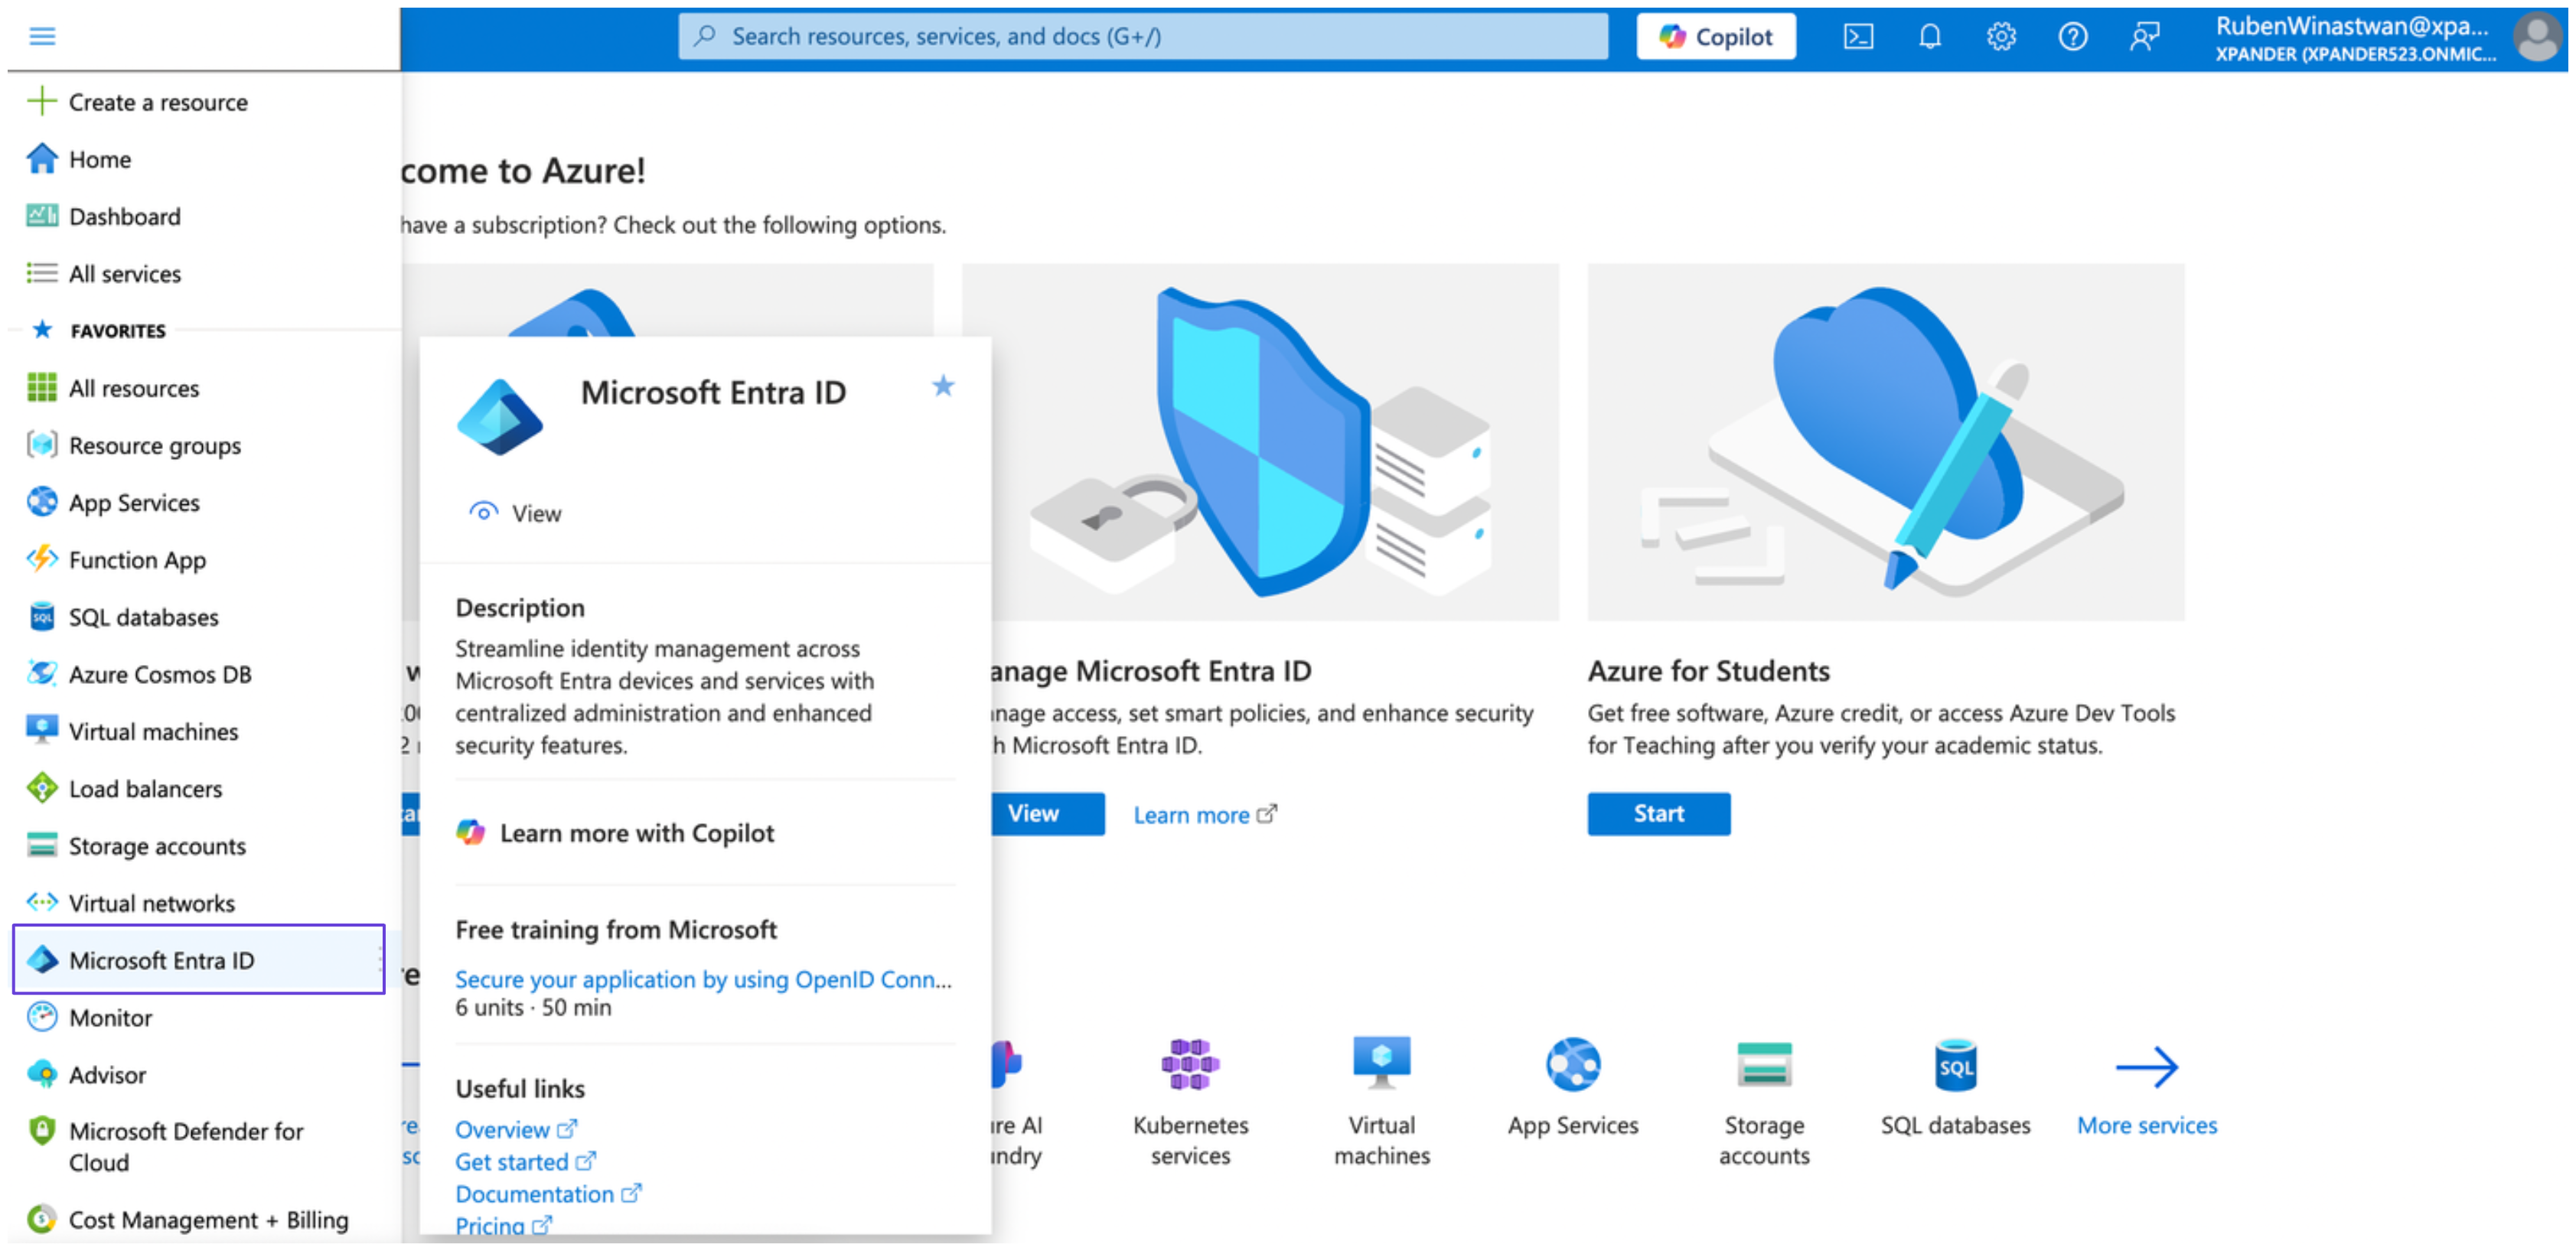 Search resources, services, and docs (G+/)
Copilot
RubenWinastwan@xpa...
XPANDER (XPANDER523.ONMIC...
Create a resource
Home
Dashboard
All services
FAVORITES
All resources
Resource groups
App Services
Function App
SQL databases
Azure Cosmos DB
Virtual machines
Load balancers
Storage accounts
Virtual networks
Microsoft Entra ID
Monitor
Advisor
Microsoft Defender for
Cloud
Cost Management + Billing
come to Azure!
have a subscription? Check out the following options.
Microsoft Entra ID
View
Description
Streamline identity management across
Microsoft Entra devices and services with
centralized administration and enhanced
security features.
Learn more with Copilot
Free training from Microsoft
Secure your application by using OpenID Conn...
6 units · 50 min
Useful links
Overview
Get started
Documentation
Pricing
anage Microsoft Entra ID
nage access, set smart policies, and enhance security
h Microsoft Entra ID.
View
Learn more
Azure for Students
Get free software, Azure credit, or access Azure Dev Tools
for Teaching after you verify your academic status.
Start
ure AI
undry
Kubernetes
services
Virtual
machines
App Services
Storage
accounts
SQL databases
More services